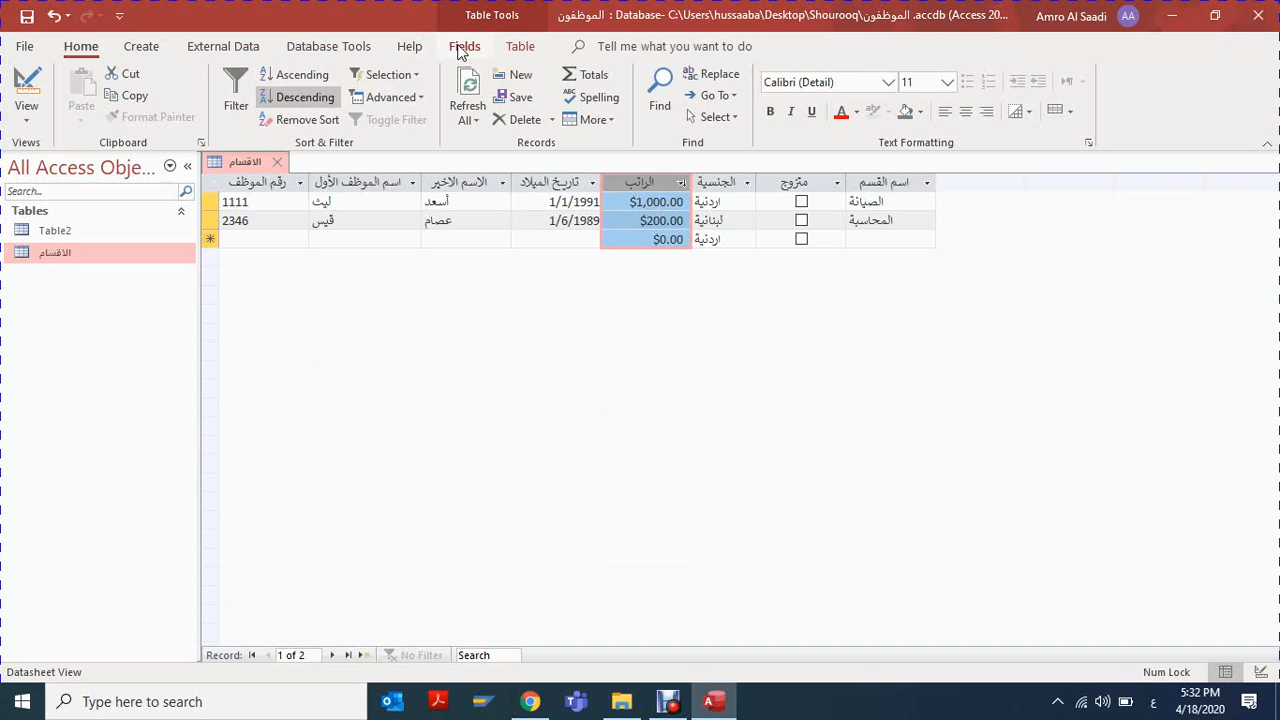 Table Tools
الموظفون : Database- C:\Users\hussaaba\Desktop\Shourooq\الموظفون.accdb (Access 20...
Amro Al Saadi
AA
File
Home
Create
External Data
Database Tools
Help
Fields
Table
Tell me what you want to do
View
Paste
Cut
Copy
Format Painter
Filter
Ascending
Descending
Remove Sort
Selection
Advanced
Toggle Filter
Refresh
All
New
Save
Delete
Totals
Spelling
More
Find
Replace
Go To
Select
Calibri (Detail)
11
B I U
A
Views
Clipboard
Sort & Filter
Records
Find
Text Formatting
All Access Obje...
Search...
Tables
Table2
الاقسام
الاقسام
رقم الموظف اسم الموظف الأول الاسم الاخير تاريخ الميلاد الراتب الجنسية متزوج اسم القسم
1111 ليث أسعد 1/1/1991 $1,000.00 اردنية الصيانة
2346 قيس عصام 1/6/1989 $200.00 لبنانية المحاسبة
$0.00 اردنية
Record: 1 of 2 No Filter Search
Datasheet View
Num Lock
Type here to search
ع
5:32 PM
4/18/2020